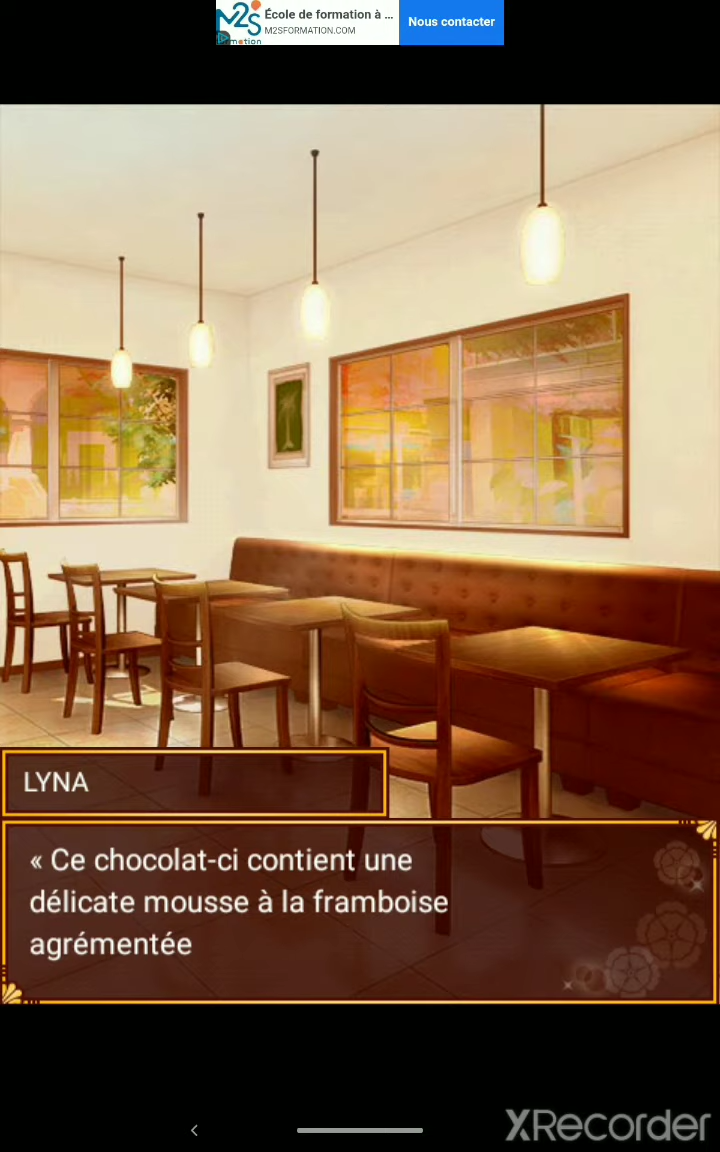 M2S
Formation
École de formation à ...
M2SFORMATION.COM
Nous contacter
LYNA
« Ce chocolat-ci contient une
délicate mousse à la framboise
agrémentée
XRecorder